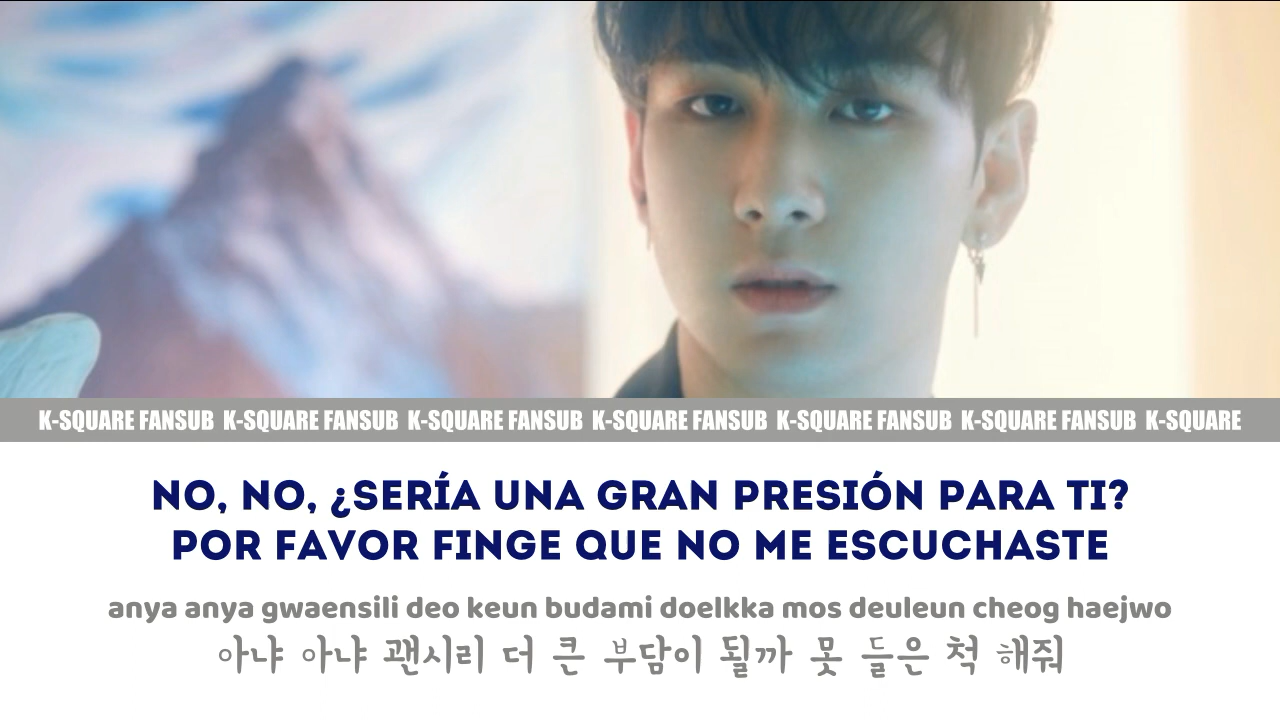 K-SQUARE FANSUB K-SQUARE FANSUB K-SQUARE FANSUB K-SQUARE FANSUB K-SQUARE FANSUB K-SQUARE FANSUB K-SQUARE
NO, NO, ¿SERÍA UNA GRAN PRESIÓN PARA TI?
POR FAVOR FINGE QUE NO ME ESCUCHASTE
anya anya gwaensili deo keun budami doelkka mos deuleun cheog haejwo
아냐 아냐 괜시리 더 큰 부담이 될까 못 들은 척 해줘